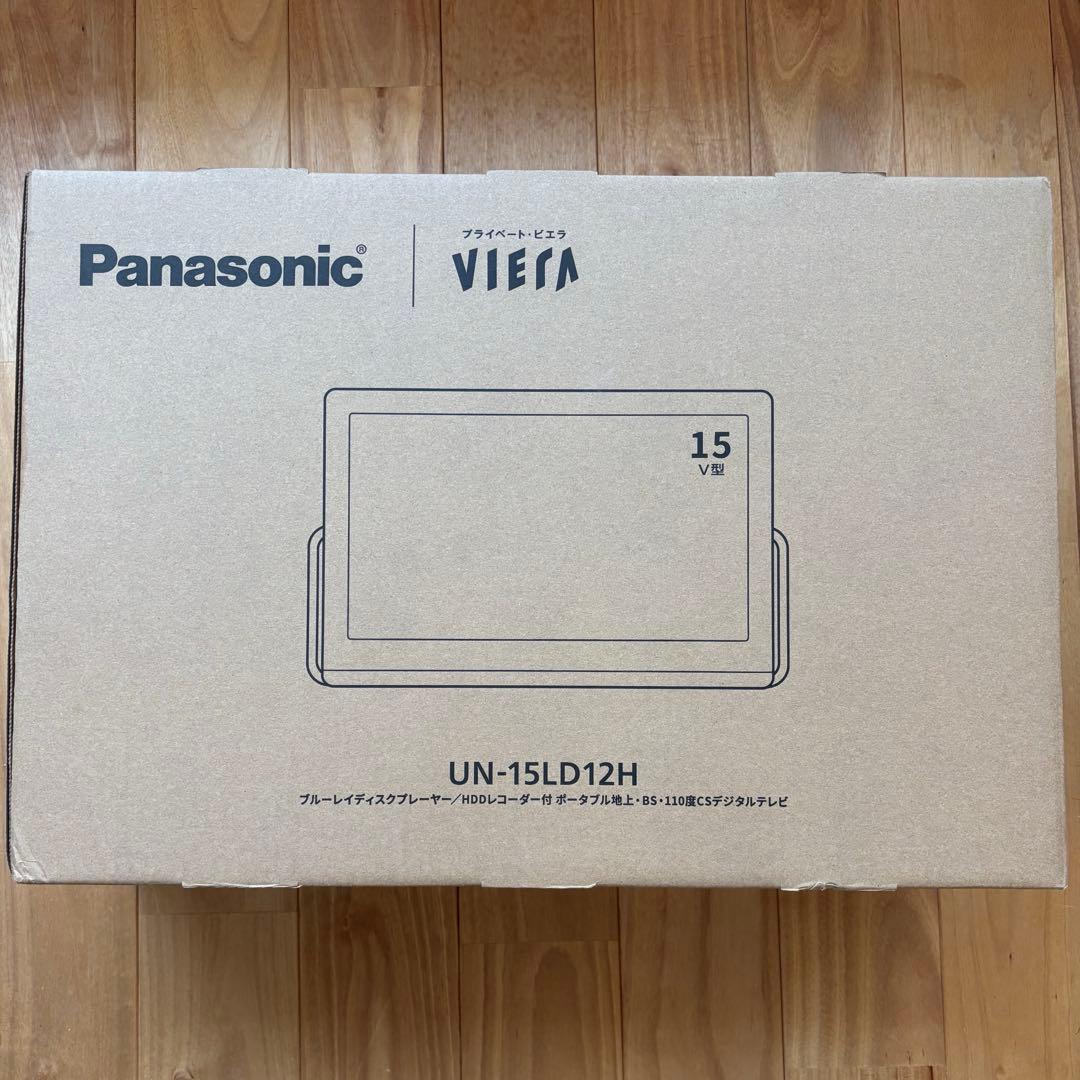 Panasonic®
プライベート・ビエラ
VIErA
15
V型
UN-15LD12H
ブルーレイディスクプレーヤー／HDDレコーダー付 ポータブル地上・BS・110度CSデジタルテレビ